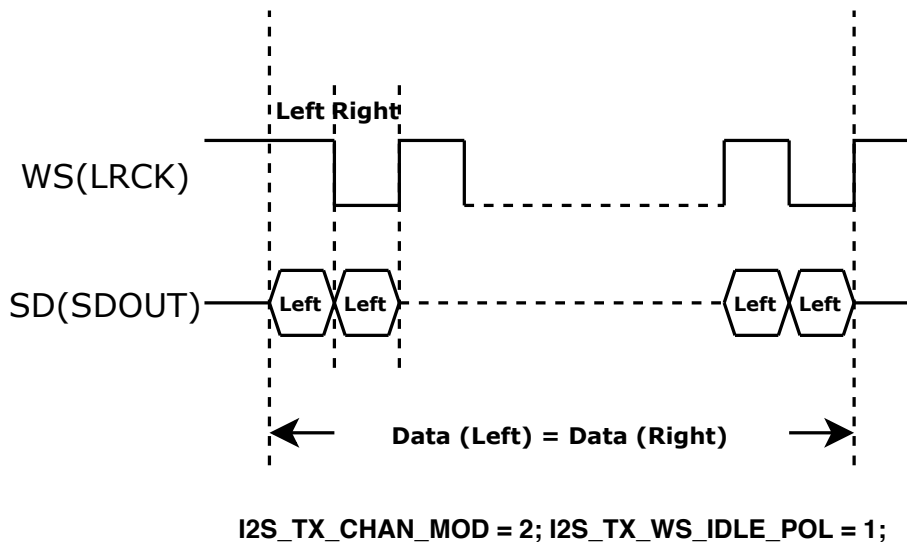 Left Right
WS(LRCK)
SD(SDOUT)
Left Left Left Left
Data (Left) = Data (Right)
I2S_TX_CHAN_MOD = 2; I2S_TX_WS_IDLE_POL = 1;